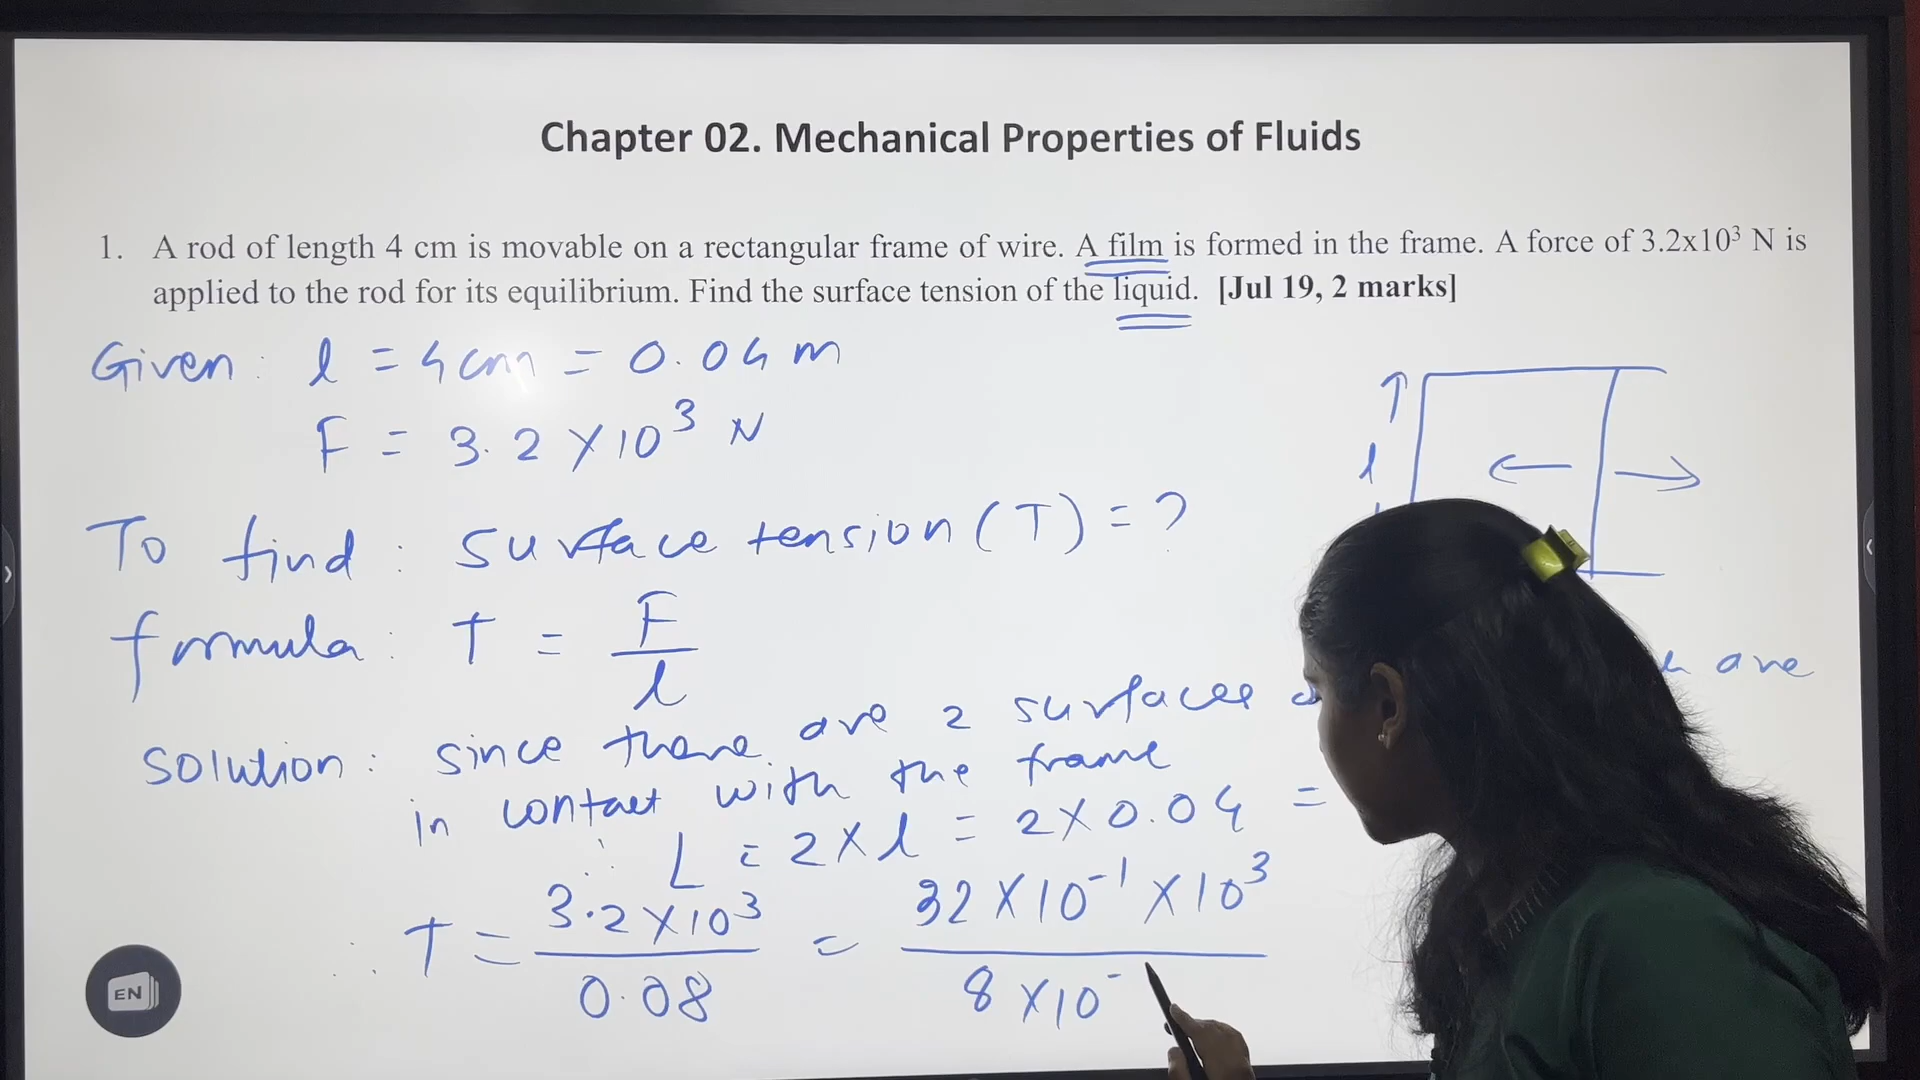 Chapter 02. Mechanical Properties of Fluids
1. A rod of length 4 cm is movable on a rectangular frame of wire. A film is formed in the frame. A force of 3.2x10³ N is
applied to the rod for its equilibrium. Find the surface tension of the liquid. [Jul 19, 2 marks]
Given: l = 4 cm = 0.04 m
F = 3.2 × 10³ N
l
To find: surface tension (T) = ?
formula: T = F/l
solution: since there are 2 surfaces are
in contact with the frame
∴ L = 2×l = 2×0.04 =
∴ T = 3.2×10³ / 0.08 = 32×10⁻¹×10³ / 8×10⁻
EN